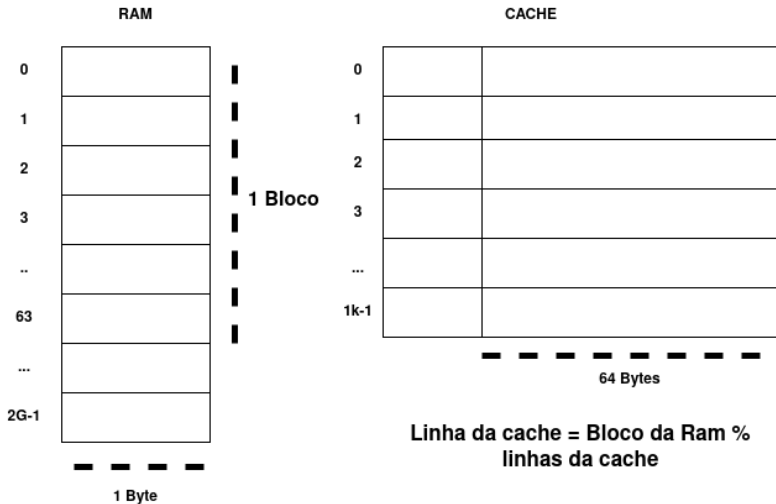 RAM
0
1
2
3
..
63
...
2G-1
1 Byte
1 Bloco
CACHE
0
1
2
3
...
1k-1
64 Bytes
Linha da cache = Bloco da Ram %
linhas da cache